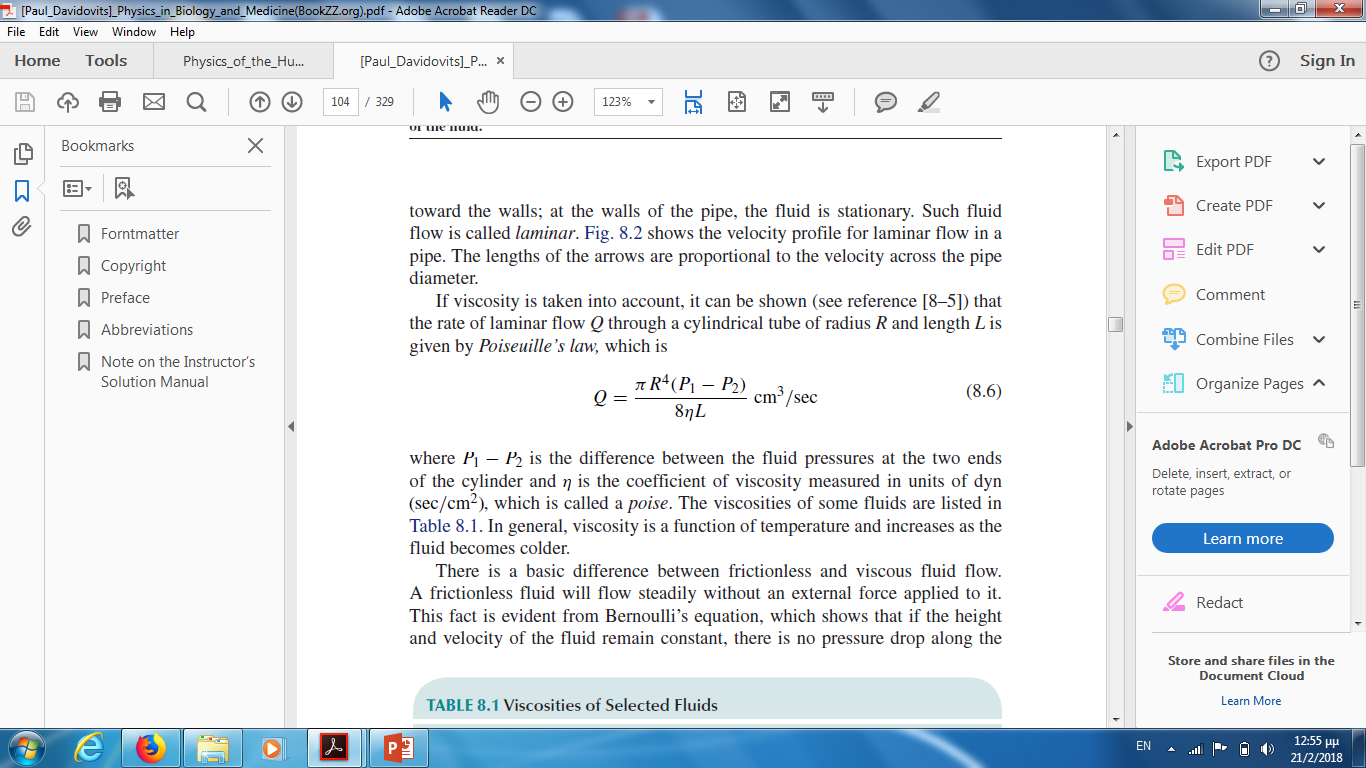 [Paul_Davidovits]_Physics_in_Biology_and_Medicine(BookZZ.org).pdf - Adobe Acrobat Reader DC
File Edit View Window Help
Home Tools Physics_of_the_Hu... [Paul_Davidovits]_P... × Sign In
104 / 329 123%
Bookmarks
Forntmatter
Copyright
Preface
Abbreviations
Note on the Instructor's
Solution Manual
of the fluid.
toward the walls; at the walls of the pipe, the fluid is stationary. Such fluid
flow is called laminar. Fig. 8.2 shows the velocity profile for laminar flow in a
pipe. The lengths of the arrows are proportional to the velocity across the pipe
diameter.
If viscosity is taken into account, it can be shown (see reference [8–5]) that
the rate of laminar flow Q through a cylindrical tube of radius R and length L is
given by Poiseuille's law, which is
Q = πR⁴(P₁ − P₂) / 8ηL cm³/sec (8.6)
where P₁ − P₂ is the difference between the fluid pressures at the two ends
of the cylinder and η is the coefficient of viscosity measured in units of dyn
(sec/cm²), which is called a poise. The viscosities of some fluids are listed in
Table 8.1. In general, viscosity is a function of temperature and increases as the
fluid becomes colder.
There is a basic difference between frictionless and viscous fluid flow.
A frictionless fluid will flow steadily without an external force applied to it.
This fact is evident from Bernoulli's equation, which shows that if the height
and velocity of the fluid remain constant, there is no pressure drop along the
TABLE 8.1 Viscosities of Selected Fluids
Export PDF
Create PDF
Edit PDF
Comment
Combine Files
Organize Pages
Adobe Acrobat Pro DC
Delete, insert, extract, or
rotate pages
Learn more
Redact
Store and share files in the
Document Cloud
Learn More
EN
12:55 μμ
21/2/2018